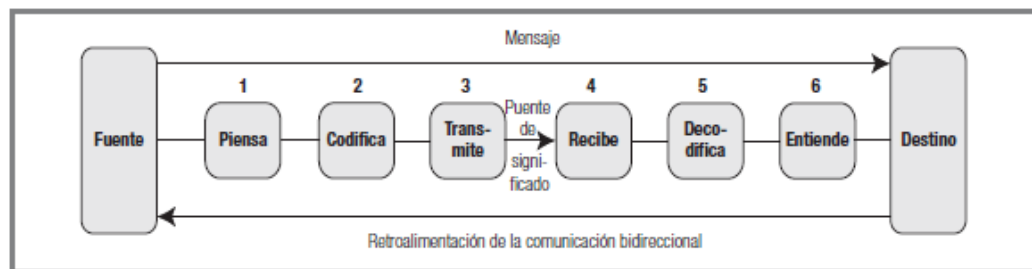 Mensaje
1
2
3
4
5
6
Fuente
Piensa
Codifica
Trans-
mite
Puente
de
signi-
ficado
Recibe
Deco-
difica
Entiende
Destino
Retroalimentación de la comunicación bidireccional